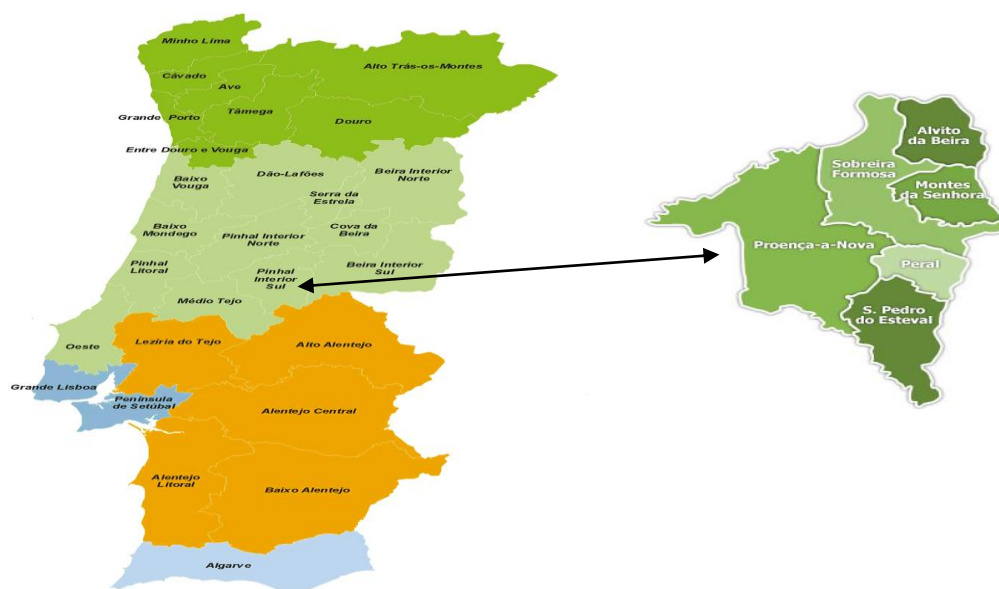 Minho Lima
Alto Trás-os-Montes
Cávado
Ave
Tâmega
Grande Porto
Douro
Entre Douro e Vouga
Dão-Lafões
Beira Interior
Norte
Baixo
Vouga
Serra da
Estrela
Baixo
Mondego
Cova da
Beira
Pinhal Interior
Norte
Pinhal
Litoral
Pinhal
Interior
Sul
Beira Interior
Sul
Médio Tejo
Oeste
Lezíria do Tejo
Alto Alentejo
Grande Lisboa
Península
de Setúbal
Alentejo Central
Alentejo
Litoral
Baixo Alentejo
Algarve
Alvito
da Beira
Sobreira
Formosa
Montes
da Senhora
Proença-a-Nova
Peral
S. Pedro
do Esteval